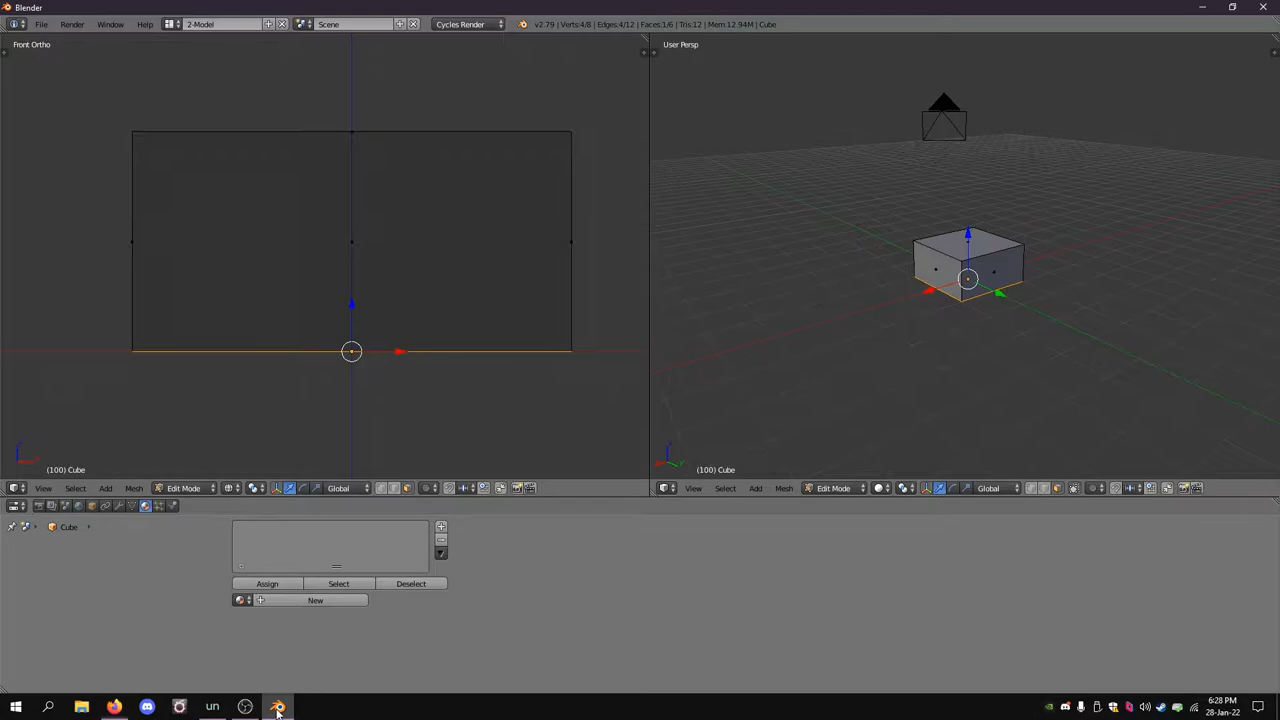 Blender
File Render Window Help 2-Model Scene Cycles Render v2.79 | Verts:4/8 | Edges:4/12 | Faces:1/6 | Tris:12 | Mem:12.94M | Cube
Front Ortho
User Persp
(100) Cube
(100) Cube
View Select Add Mesh Edit Mode Global
View Select Add Mesh Edit Mode Global
Cube
Assign Select Deselect
New
un
6:28 PM
28-Jan-22